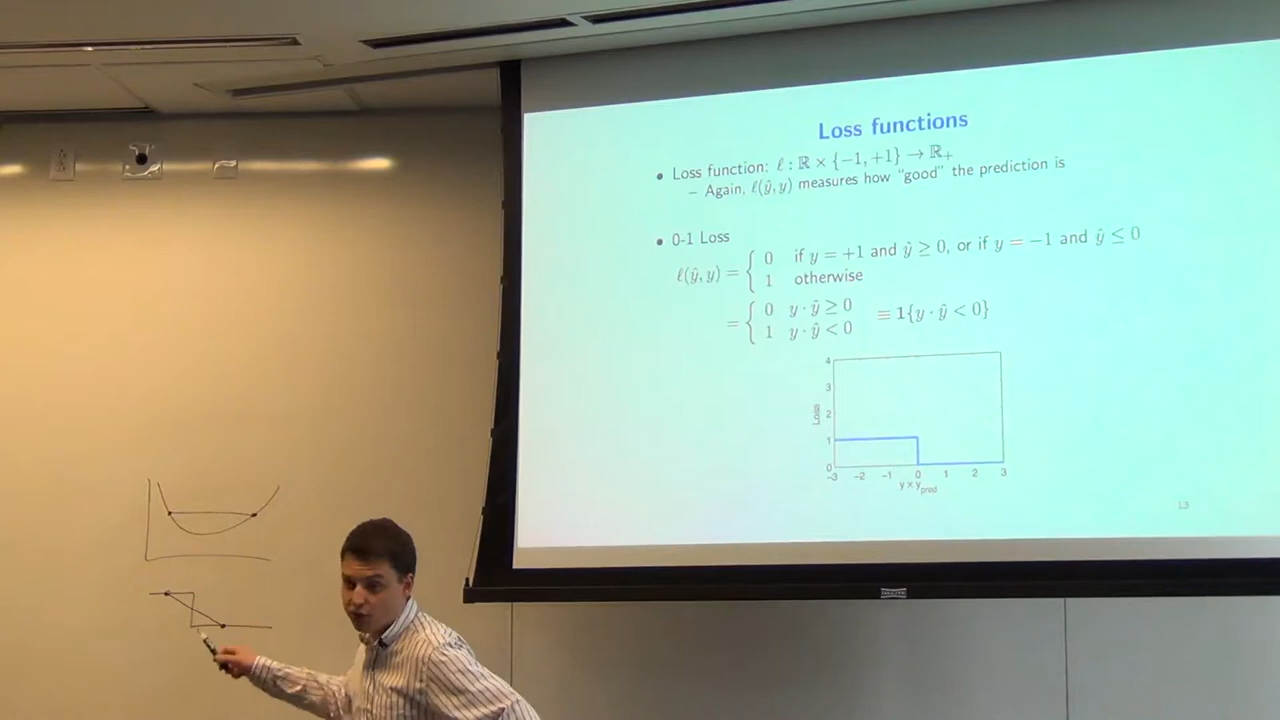 Loss functions
• Loss function: ℓ : ℝ × {−1, +1} → ℝ₊
– Again, ℓ(ŷ, y) measures how “good” the prediction is
• 0-1 Loss
ℓ(ŷ, y) = { 0 if y = +1 and ŷ ≥ 0, or if y = −1 and ŷ ≤ 0
1 otherwise
= { 0 y · ŷ ≥ 0
1 y · ŷ < 0
≡ 1{y · ŷ < 0}
4
3
2
1
0
Loss
−3 −2 −1 0 1 2 3
y × y_pred
13